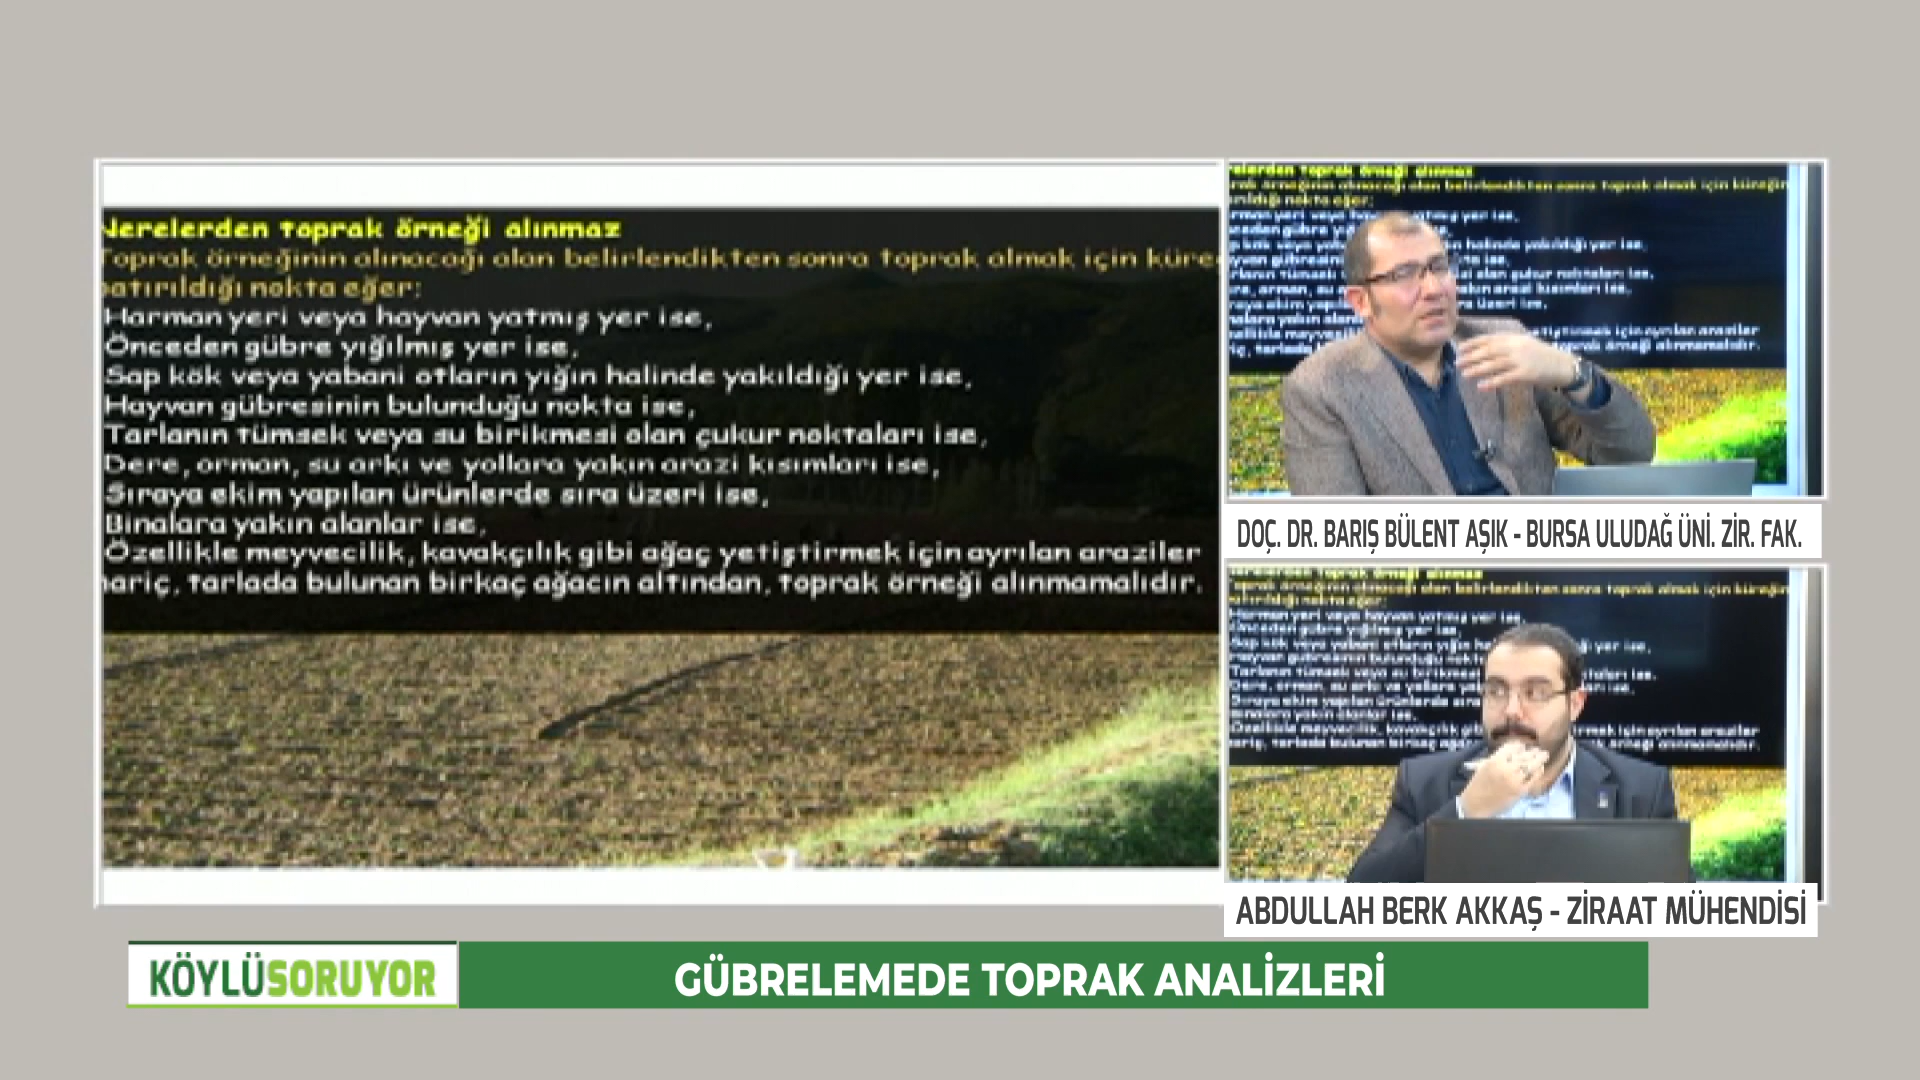 Nerelerden toprak örneği alınmaz
Toprak örneğinin alınacağı alan belirlendikten sonra toprak almak için
batırıldığı nokta eğer;
Harman yeri veya hayvan yatmış yer ise,
Önceden gübre yığılmış yer ise,
Sap kök veya yabani otların yığın halinde yakıldığı yer ise,
Hayvan gübresinin bulunduğu nokta ise,
Tarlanın tümsek veya su birikmesi olan çukur noktaları ise,
Dere, orman, su arkı ve yollara yakın arazi kısımları ise,
Sıraya ekim yapılan ürünlerde sıra üzeri ise,
Binalara yakın alanlar ise,
Özellikle meyvecilik, kavakçılık gibi ağaç yetiştirmek için ayrılan araziler
hariç, tarlada bulunan birkaç ağacın altından, toprak örneği alınmamalıdır.
DOÇ. DR. BARIŞ BÜLENT AŞIK - BURSA ULUDAĞ ÜNİ. ZİR. FAK.
ABDULLAH BERK AKKAŞ - ZİRAAT MÜHENDİSİ
KÖYLÜSORUYOR
GÜBRELEMEDE TOPRAK ANALİZLERİ